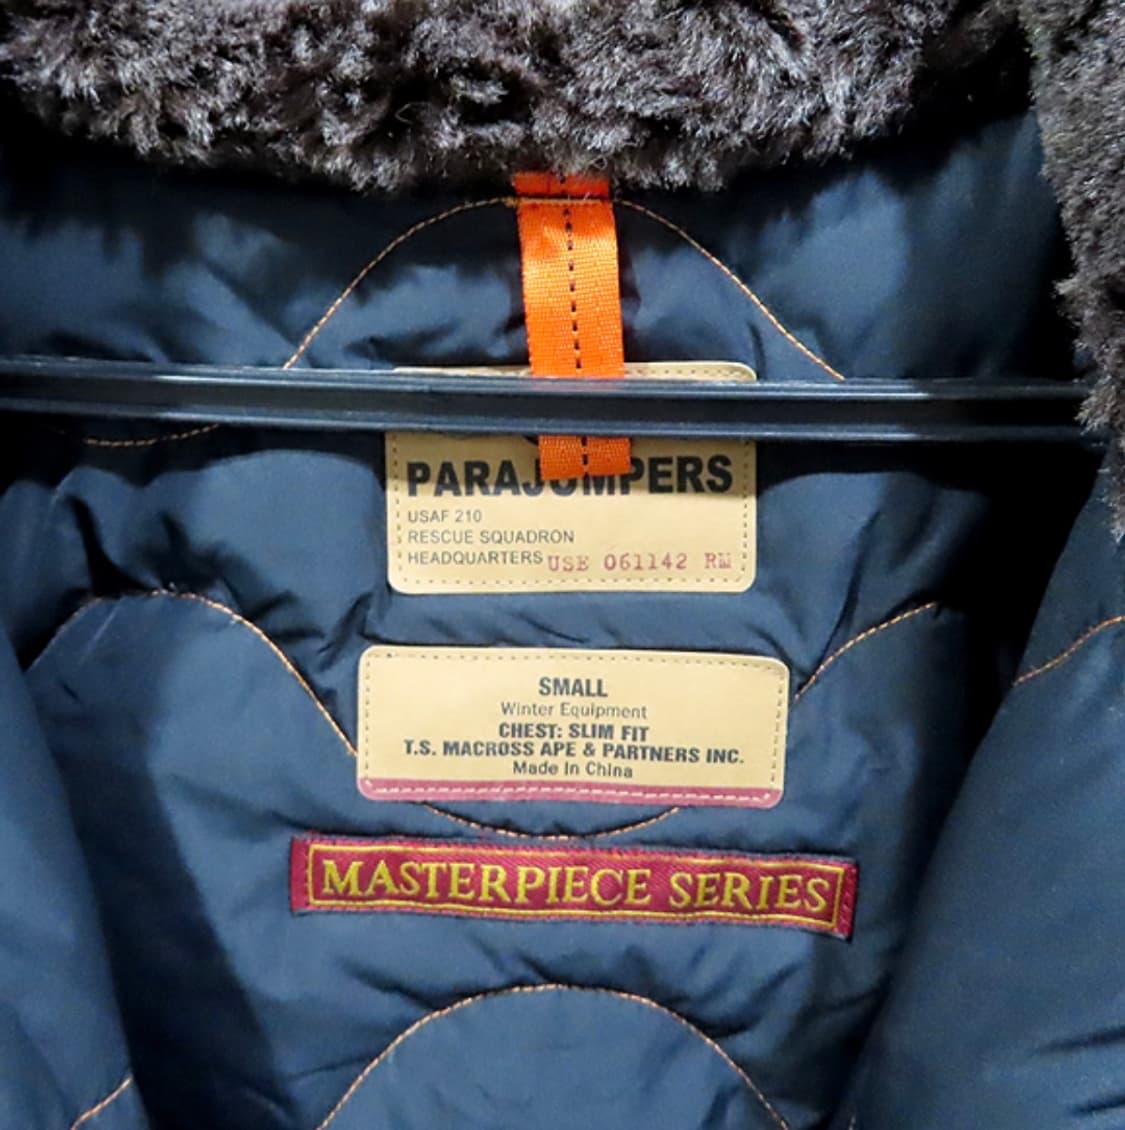 PARAJUMPERS
USAF 210
RESCUE SQUADRON
HEADQUARTERS USE 061142 RW
SMALL
Winter Equipment
CHEST: SLIM FIT
T.S. MACROSS APE & PARTNERS INC.
Made In China
MASTERPIECE SERIES